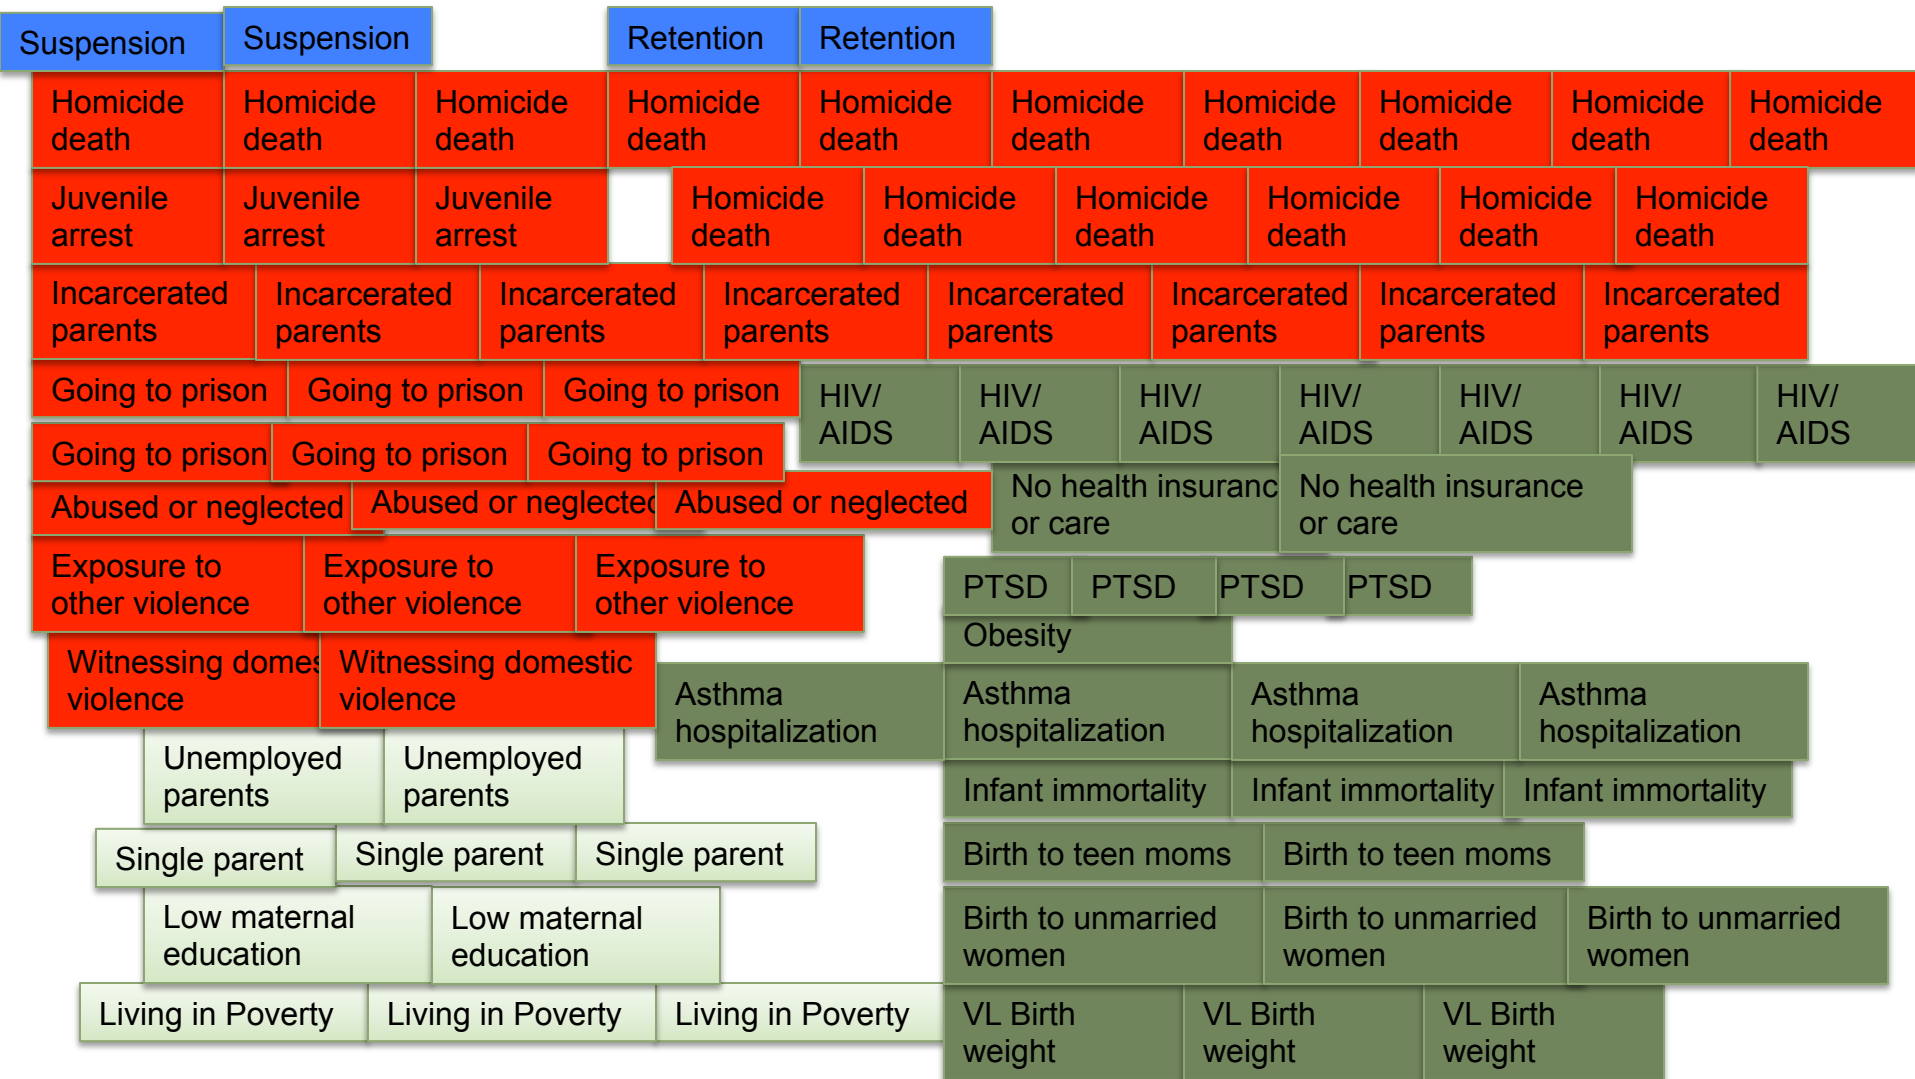 Suspension Suspension Retention Retention
Homicide Homicide Homicide Homicide Homicide Homicide Homicide Homicide Homicide Homicide
death death death death death death death death death death
Juvenile Juvenile Juvenile Homicide Homicide Homicide Homicide Homicide Homicide
arrest arrest arrest death death death death death death
Incarcerated Incarcerated Incarcerated Incarcerated Incarcerated Incarcerated Incarcerated Incarcerated
parents parents parents parents parents parents parents parents
Going to prison Going to prison Going to prison
HIV/ HIV/ HIV/ HIV/ HIV/ HIV/ HIV/
AIDS AIDS AIDS AIDS AIDS AIDS AIDS
Going to prison Going to prison Going to prison
Abused or neglected Abused or neglected Abused or neglected
No health insuranc No health insurance
or care or care
Exposure to Exposure to Exposure to
other violence other violence other violence
PTSD PTSD PTSD PTSD
Obesity
Witnessing domes Witnessing domestic
violence violence
Asthma Asthma Asthma Asthma
hospitalization hospitalization hospitalization hospitalization
Unemployed Unemployed
parents parents
Infant immortality Infant immortality Infant immortality
Single parent Single parent Single parent
Birth to teen moms Birth to teen moms
Low maternal Low maternal
education education
Birth to unmarried Birth to unmarried Birth to unmarried
women women women
Living in Poverty Living in Poverty Living in Poverty
VL Birth VL Birth VL Birth
weight weight weight